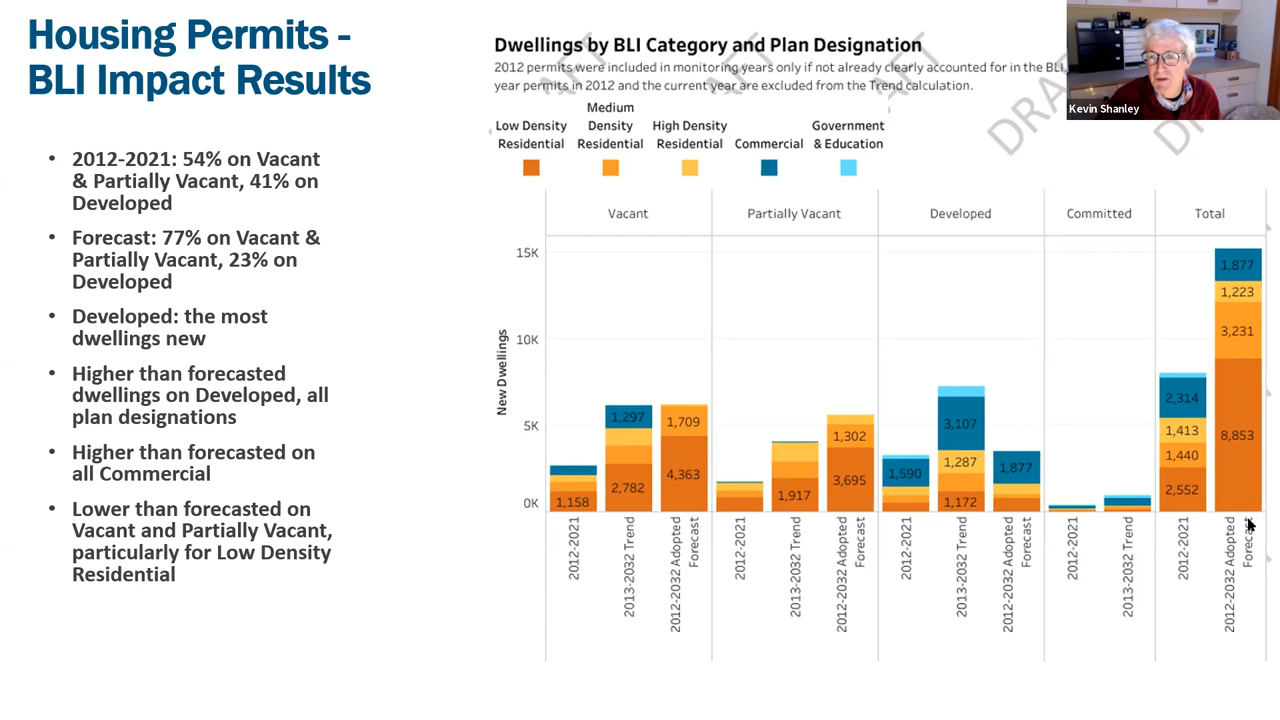 Housing Permits -
BLI Impact Results
• 2012-2021: 54% on Vacant
& Partially Vacant, 41% on
Developed
• Forecast: 77% on Vacant &
Partially Vacant, 23% on
Developed
• Developed: the most
dwellings new
• Higher than forecasted
dwellings on Developed, all
plan designations
• Higher than forecasted on
all Commercial
• Lower than forecasted on
Vacant and Partially Vacant,
particularly for Low Density
Residential
Dwellings by BLI Category and Plan Designation
2012 permits were included in monitoring years only if not already clearly accounted for in the BLI,
year permits in 2012 and the current year are excluded from the Trend calculation.
Low Density
Residential
Medium
Density
Residential
High Density
Residential
Commercial
Government
& Education
Vacant
Partially Vacant
Developed
Committed
Total
New Dwellings
15K
10K
5K
0K
1,158
1,297
2,782
1,709
4,363
1,917
1,302
3,695
1,590
3,107
1,287
1,172
1,877
2,314
1,413
1,440
2,552
1,877
1,223
3,231
8,853
2012-2021
2013-2032 Trend
2012-2032 Adopted
Forecast
2012-2021
2013-2032 Trend
2012-2032 Adopted
Forecast
2012-2021
2013-2032 Trend
2012-2032 Adopted
Forecast
2012-2021
2013-2032 Trend
2012-2021
2012-2032 Adopted
Forecast
Kevin Shanley